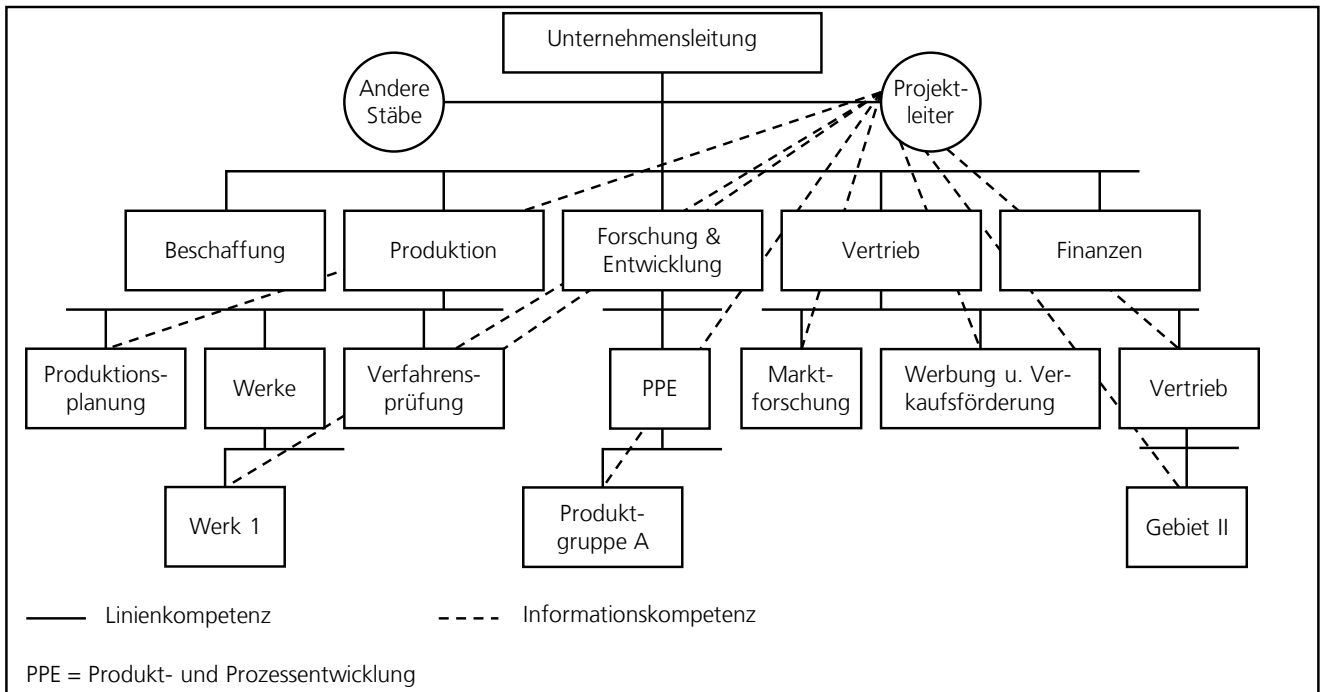 Unternehmensleitung
Andere
Stäbe
Projekt-
leiter
Beschaffung
Produktion
Forschung &
Entwicklung
Vertrieb
Finanzen
Produktions-
planung
Werke
Verfahrens-
prüfung
PPE
Markt-
forschung
Werbung u. Ver-
kaufsförderung
Vertrieb
Werk 1
Produkt-
gruppe A
Gebiet II
Linienkompetenz
Informationskompetenz
PPE = Produkt- und Prozessentwicklung